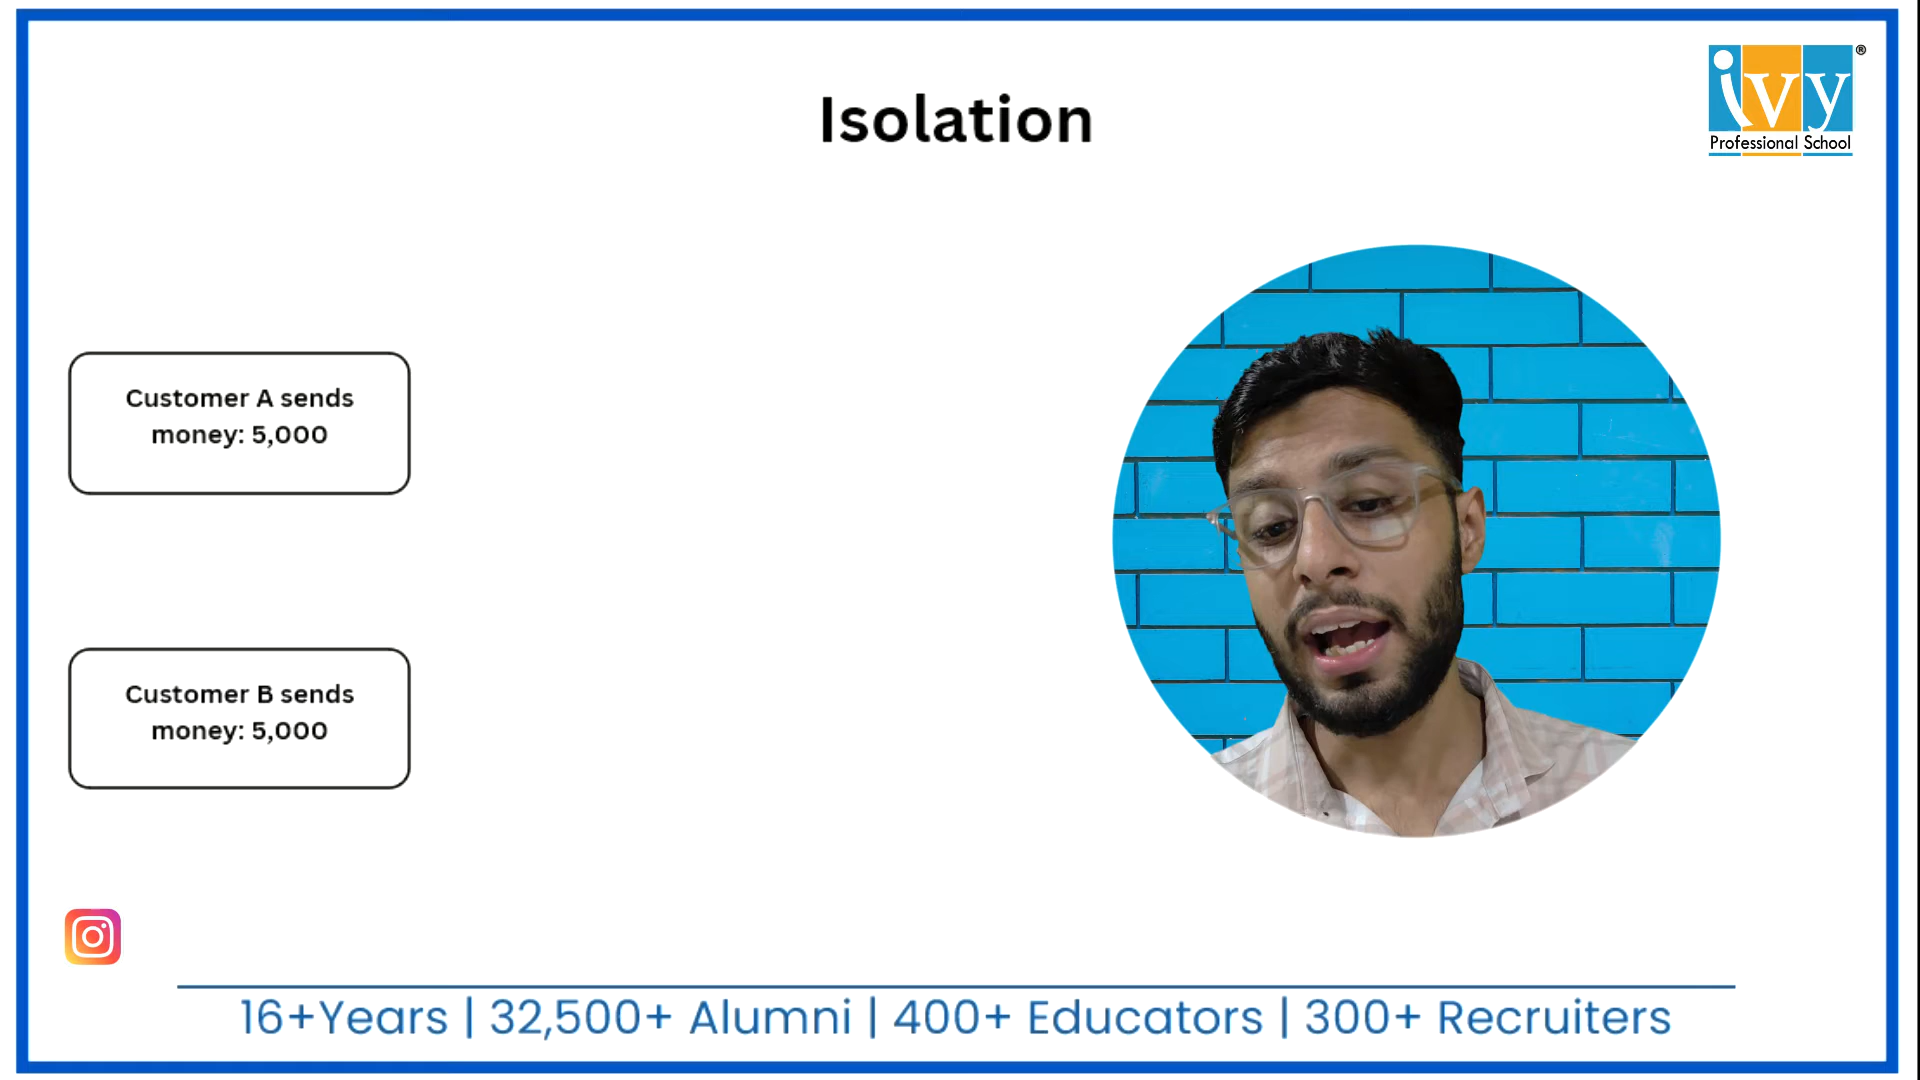 Isolation
ivy
®
Professional School
Customer A sends
money: 5,000
Customer B sends
money: 5,000
16+Years | 32,500+ Alumni | 400+ Educators | 300+ Recruiters